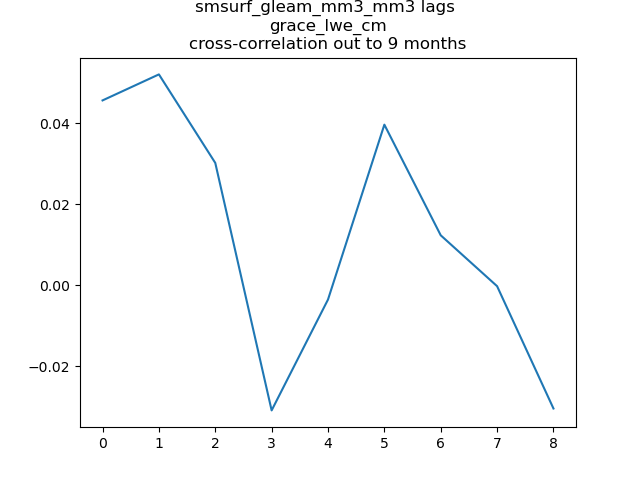 smsurf_gleam_mm3_mm3 lags
grace_lwe_cm
cross-correlation out to 9 months
0.04
0.02
0.00
−0.02
0 1 2 3 4 5 6 7 8